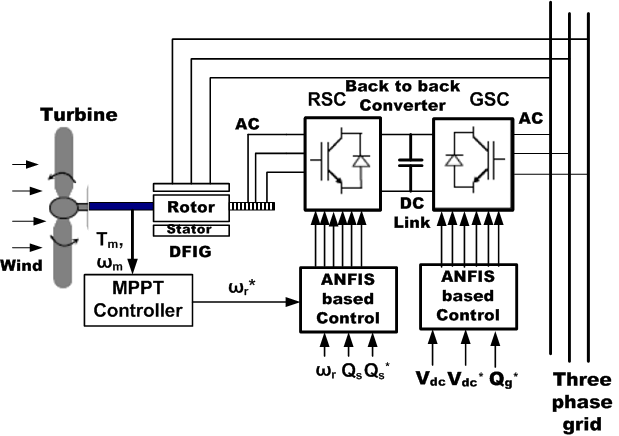 Back to back
Converter
RSC
GSC
Turbine
AC
AC
Rotor
Stator
DFIG
DC
Link
Wind
Tm,
ωm
MPPT
Controller
ωr*
ANFIS
based
Control
ANFIS
based
Control
ωr Qs Qs*
Vdc Vdc* Qg*
Three
phase
grid